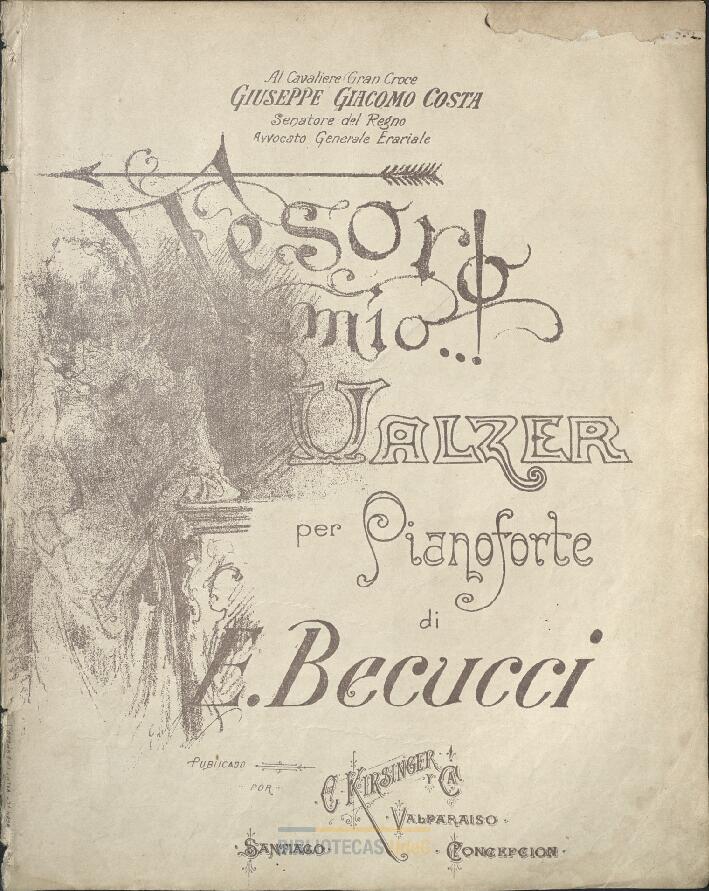 Al Cavaliere Gran Croce
GIUSEPPE GIACOMO COSTA
Senatore del Regno
Avvocato Generale Erariale
Tesoro
mio...!
VALZER
per Pianoforte
di
E. BECUCCI
PUBLICADO
POR
C. KIRSINGER Y Cª
VALPARAISO
SANTIAGO CONCEPCION
BIBLIOTECAS